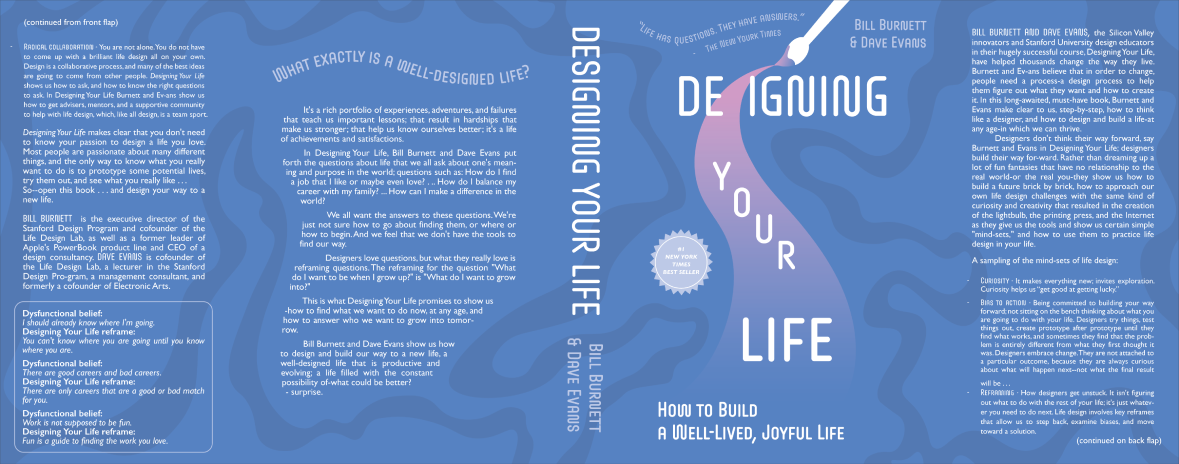 (continued from front flap)
- RADICAL COLLABORATION · You are not alone. You do not have
to come up with a brilliant life design all on your own.
Design is a collaborative process, and many of the best ideas
are going to come from other people. Designing Your Life
shows us how to ask, and how to know the right questions
to ask. In Designing Your Life Burnett and Ev-ans show us
how to get advisers, mentors, and a supportive community
to help with life design, which, like all design, is a team sport.
Designing Your Life makes clear that you don't need
to know your passion to design a life you love.
Most people are passionate about many different
things, and the only way to know what you really
want to do is to prototype some potential lives,
try them out, and see what you really like . . .
So--open this book . . . and design your way to a
new life.
BILL BURNETT is the executive director of the
Stanford Design Program and cofounder of the
Life Design Lab, as well as a former leader of
Apple's PowerBook product line and CEO of a
design consultancy. DAVE EVANS is cofounder of
the Life Design Lab, a lecturer in the Stanford
Design Pro-gram, a management consultant, and
formerly a cofounder of Electronic Arts.
Dysfunctional belief:
I should already know where I'm going.
Designing Your Life reframe:
You can't know where you are going until you know
where you are.
Dysfunctional belief:
There are good careers and bad careers.
Designing Your Life reframe:
There are only careers that are a good or bad match
for you.
Dysfunctional belief:
Work is not supposed to be fun.
Designing Your Life reframe:
Fun is a guide to finding the work you love.
WHAT EXACTLY IS A WELL-DESIGNED LIFE?
It's a rich portfolio of experiences, adventures, and failures
that teach us important lessons; that result in hardships that
make us stronger; that help us know ourselves better; it's a life
of achievements and satisfactions.
In Designing Your Life, Bill Burnett and Dave Evans put
forth the questions about life that we all ask about one's mean-
ing and purpose in the world; questions such as: How do I find
a job that I like or maybe even love? . .. How do I balance my
career with my family? ... How can I make a difference in the
world?
We all want the answers to these questions. We're
just not sure how to go about finding them, or where or
how to begin. And we feel that we don't have the tools to
find our way.
Designers love questions, but what they really love is
reframing questions. The reframing for the question "What
do I want to be when I grow up?" is "What do I want to grow
into?"
This is what Designing Your Life promises to show us
-how to find what we want to do now, at any age, and
how to answer who we want to grow into tomor-
row.
Bill Burnett and Dave Evans show us how
to design and build our way to a new life, a
well-designed life that is productive and
evolving; a life filled with the constant
possibility of-what could be better?
- surprise.
DESIGNING YOUR LIFE
BILL BURNETT
& DAVE EVANS
"LIFE HAS QUESTIONS. THEY HAVE ANSWERS."
- THE NEW YOURK TIMES
BILL BURNETT
& DAVE EVANS
DE IGNING
YOUR
LIFE
#1
NEW YORK
TIMES
BEST SELLER
HOW TO BUILD
A WELL-LIVED, JOYFUL LIFE
BILL BURNETT AND DAVE EVANS, the Silicon Valley
innovators and Stanford University design educators
in their hugely successful course, Designing Your Life,
have helped thousands change the way they live.
Burnett and Ev-ans believe that in order to change,
people need a process-a design process to help
them figure out what they want and how to create
it. In this long-awaited, must-have book, Burnett and
Evans make clear to us, step-by-step, how to think
like a designer, and how to design and build a life-at
any age-in which we can thrive.
Designers don't think their way forward, say
Burnett and Evans in Designing Your Life; designers
build their way for-ward. Rather than dreaming up a
lot of fun fantasies that have no relationship to the
real world-or the real you-they show us how to
build a future brick by brick, how to approach our
own life design challenges with the same kind of
curiosity and creativity that resulted in the creation
of the lightbulb, the printing press, and the Internet
as they give us the tools and show us certain simple
"mind-sets," and how to use them to practice life
design in your life.
A sampling of the mind-sets of life design:
- CURIOSITY · It makes everything new; invites exploration.
Curiosity helps us "get good at getting lucky."
- BIAS TO ACTION · Being committed to building your way
forward; not sitting on the bench thinking about what you
are going to do with your life. Designers try things, test
things out, create prototype after prototype until they
find what works, and sometimes they find that the prob-
lem is entirely different from what they first thought it
was. Designers embrace change. They are not attached to
a particular outcome, because they are always curious
about what will happen next--not what the final result
will be . . .
- REFRAMING · How designers get unstuck. It isn't figuring
out what to do with the rest of your life; it's just whatev-
er you need to do next. Life design involves key reframes
that allow us to step back, examine biases, and move
toward a solution.
(continued on back flap)